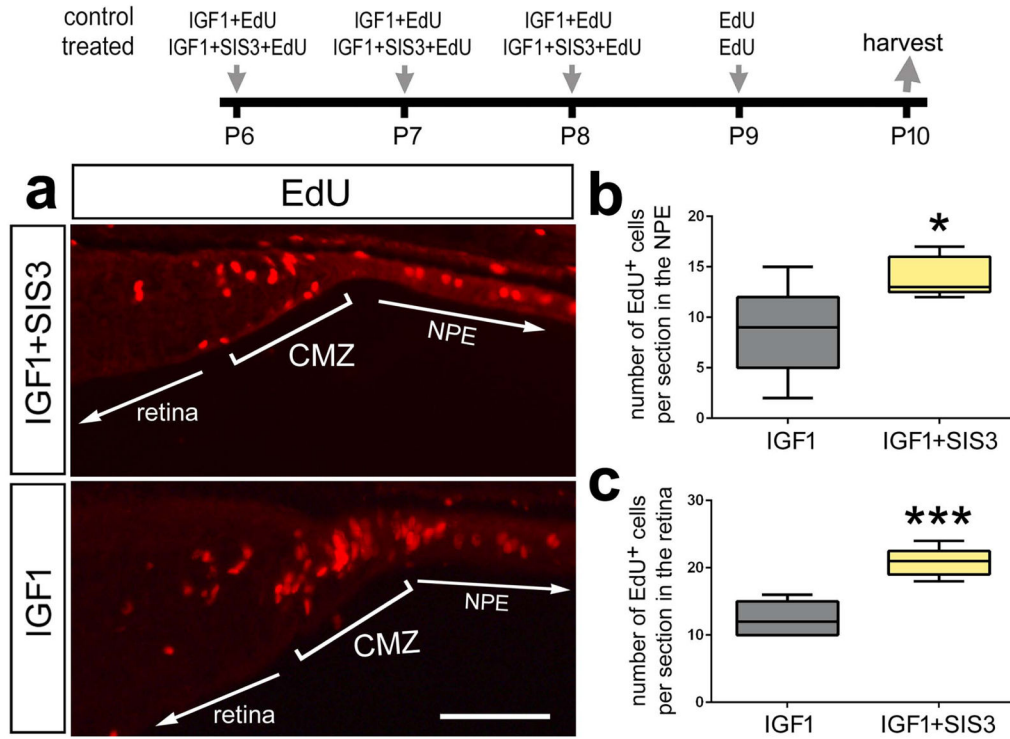 control IGF1+EdU IGF1+EdU IGF1+EdU EdU
treated IGF1+SIS3+EdU IGF1+SIS3+EdU IGF1+SIS3+EdU EdU harvest
P6 P7 P8 P9 P10
a
EdU
IGF1+SIS3
NPE
CMZ
retina
IGF1
NPE
CMZ
retina
b
number of EdU⁺ cells
per section in the NPE
20
15
10
5
0
*
IGF1 IGF1+SIS3
c
number of EdU⁺ cells
per section in the retina
30
20
10
0
***
IGF1 IGF1+SIS3